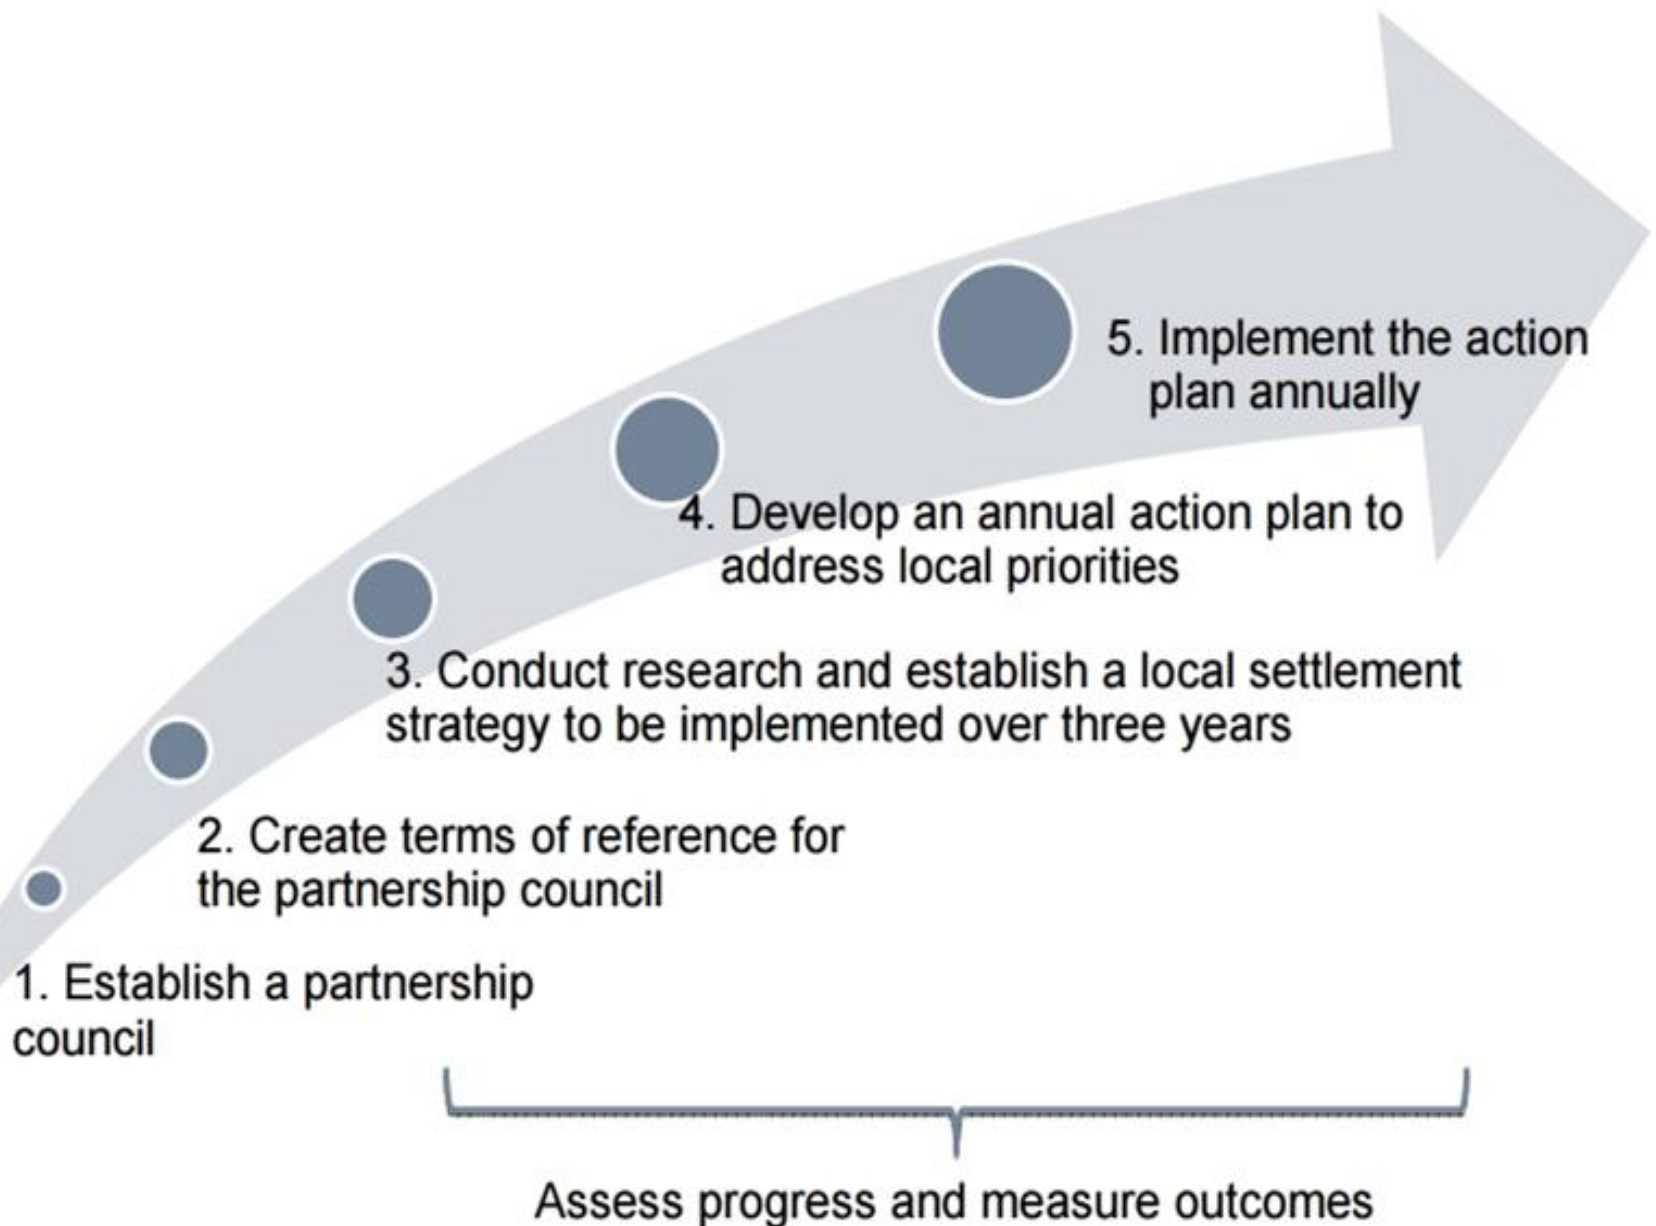 5. Implement the action
plan annually
4. Develop an annual action plan to
address local priorities
3. Conduct research and establish a local settlement
strategy to be implemented over three years
2. Create terms of reference for
the partnership council
1. Establish a partnership
council
Assess progress and measure outcomes